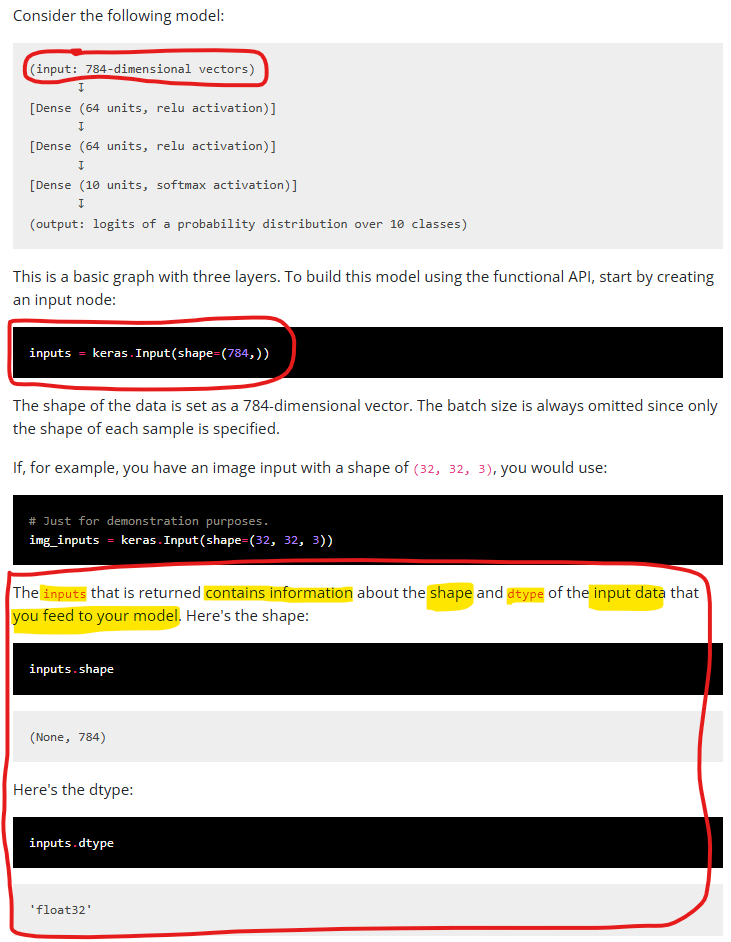 Consider the following model:
(input: 784-dimensional vectors)
↧
[Dense (64 units, relu activation)]
↧
[Dense (64 units, relu activation)]
↧
[Dense (10 units, softmax activation)]
↧
(output: logits of a probability distribution over 10 classes)
This is a basic graph with three layers. To build this model using the functional API, start by creating
an input node:
inputs = keras.Input(shape=(784,))
The shape of the data is set as a 784-dimensional vector. The batch size is always omitted since only
the shape of each sample is specified.
If, for example, you have an image input with a shape of (32, 32, 3), you would use:
# Just for demonstration purposes.
img_inputs = keras.Input(shape=(32, 32, 3))
The inputs that is returned contains information about the shape and dtype of the input data that
you feed to your model. Here's the shape:
inputs.shape
(None, 784)
Here's the dtype:
inputs.dtype
'float32'